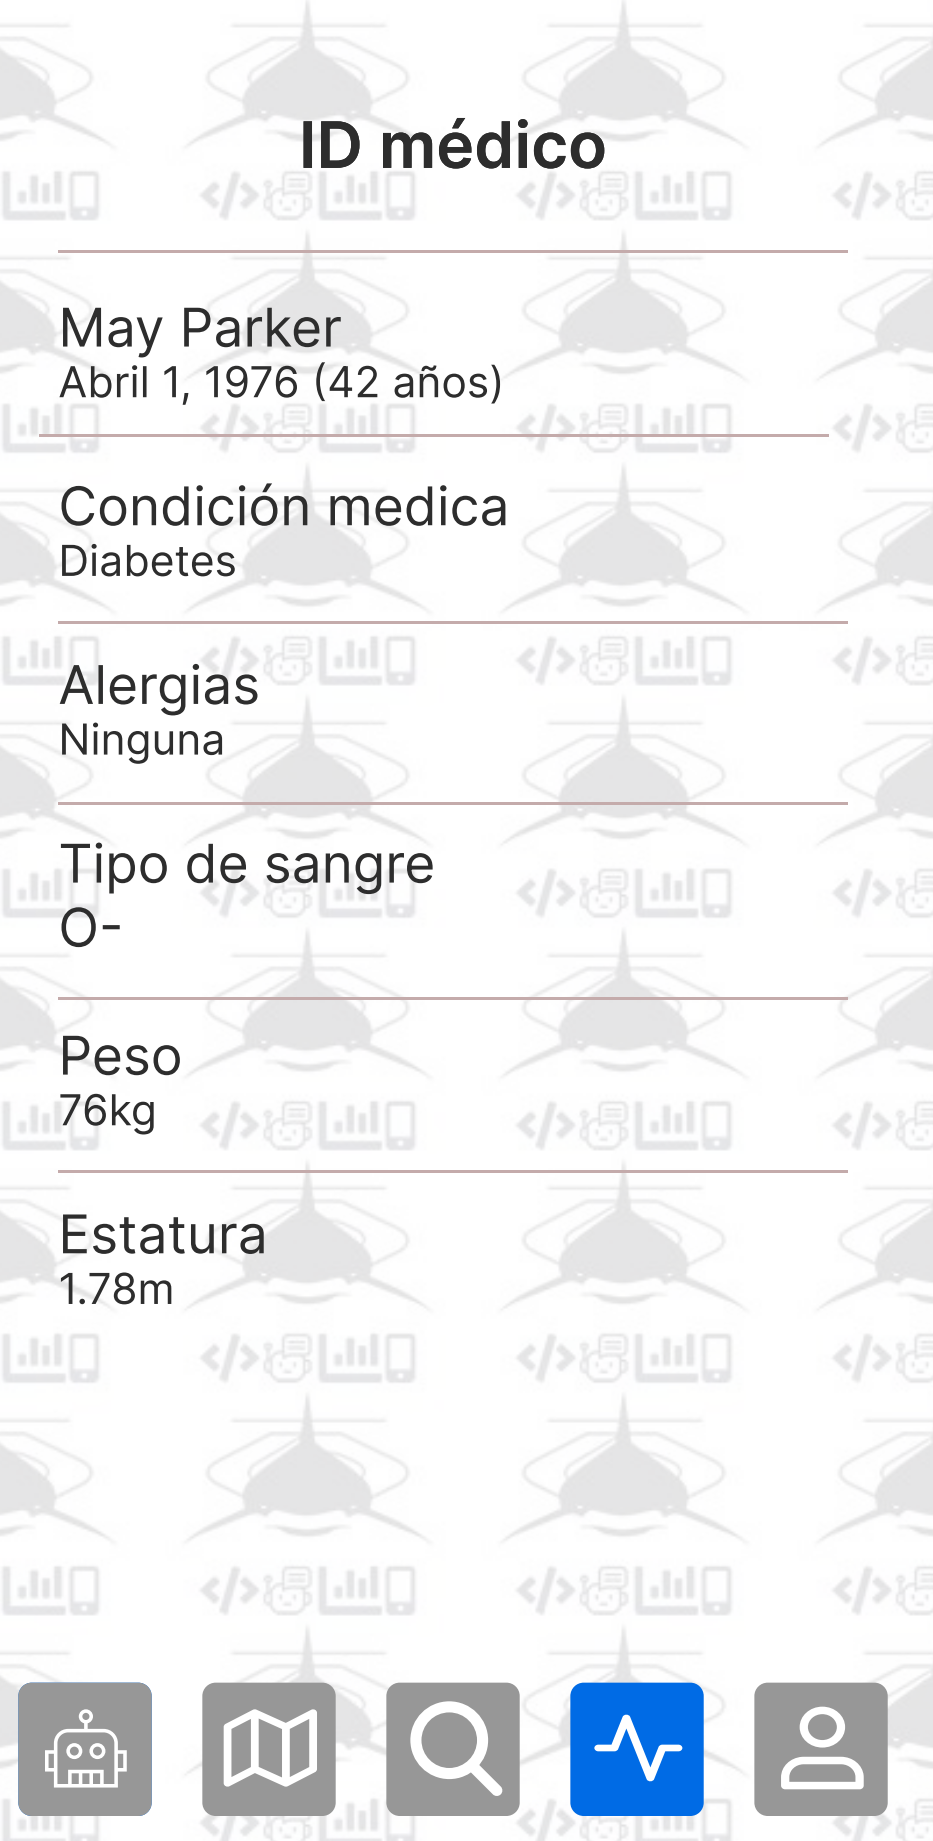 ID médico
May Parker
Abril 1, 1976 (42 años)
Condición medica
Diabetes
Alergias
Ninguna
Tipo de sangre
O-
Peso
76kg
Estatura
1.78m